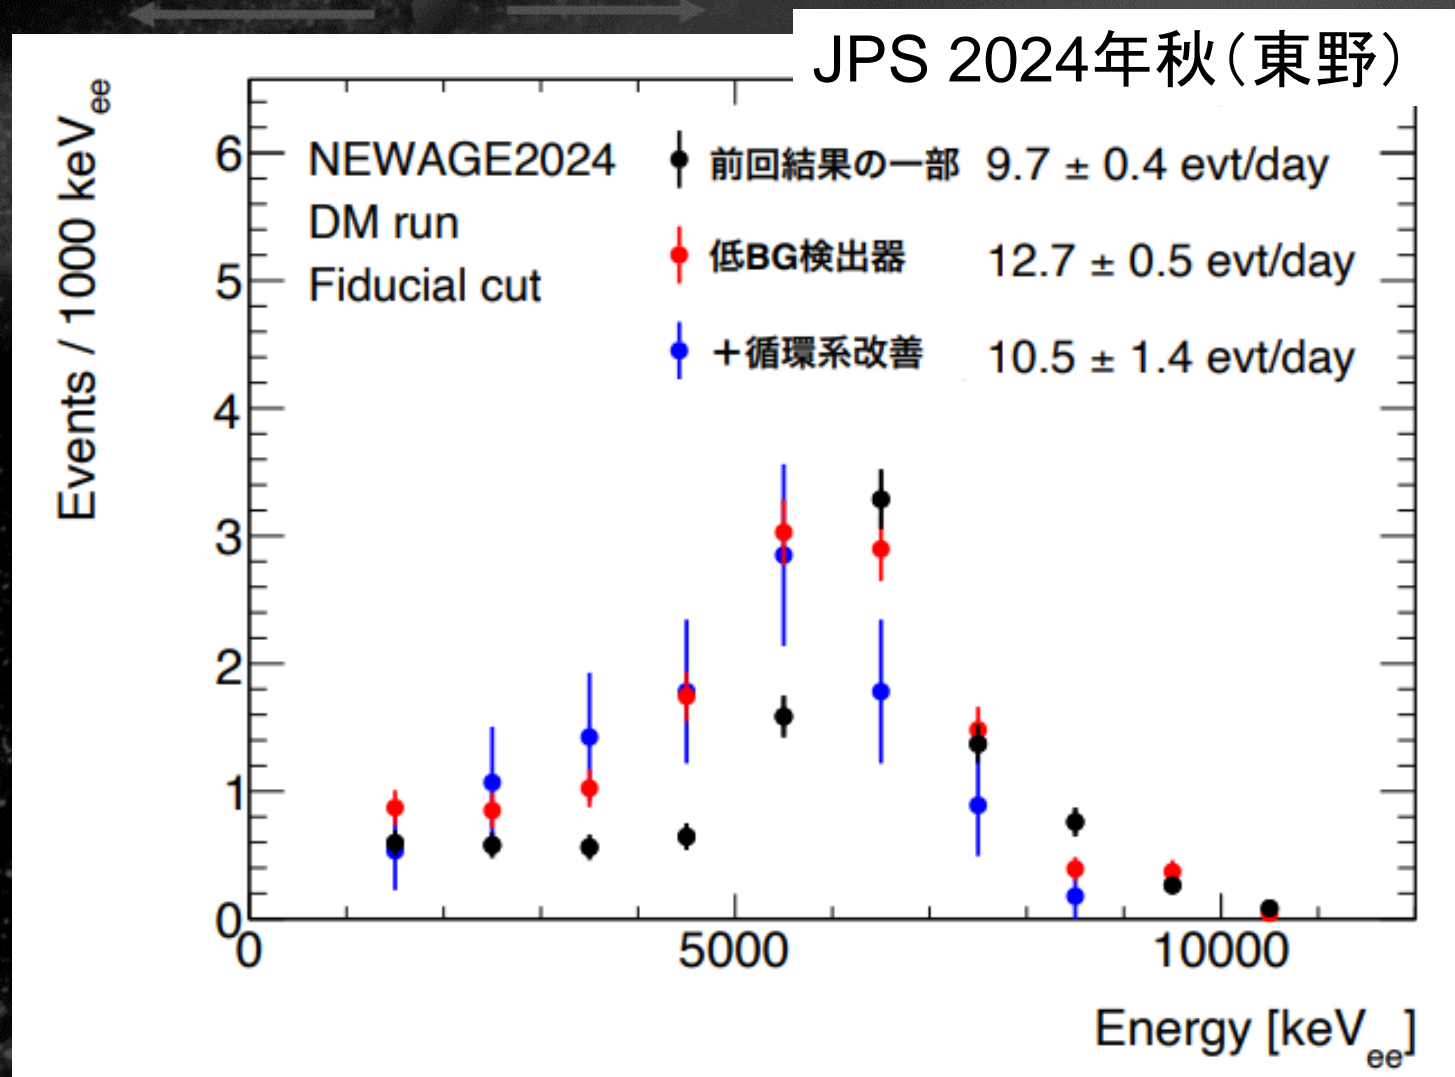 JPS 2024年秋（東野）
Events / 1000 keVee
NEWAGE2024
DM run
Fiducial cut
前回結果の一部 9.7 ± 0.4 evt/day
低BG検出器 12.7 ± 0.5 evt/day
＋循環系改善 10.5 ± 1.4 evt/day
6
5
4
3
2
1
0
0 5000 10000
Energy [keVee]